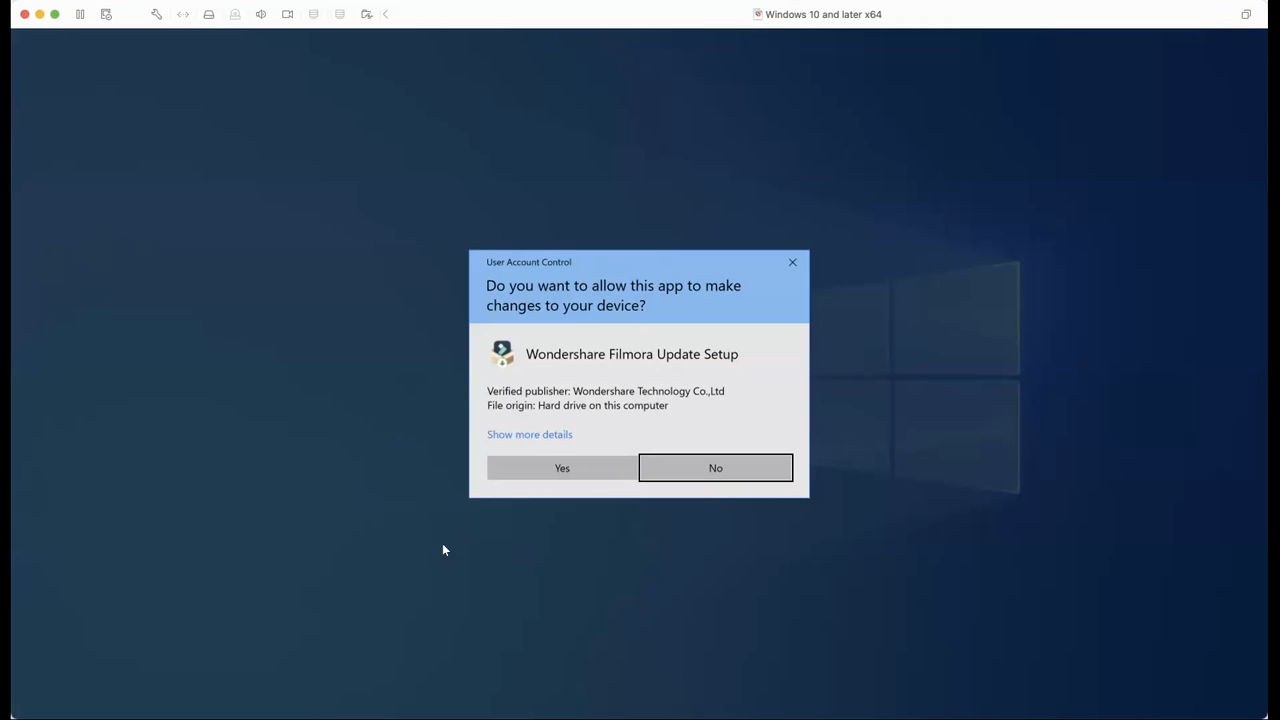 Windows 10 and later x64
User Account Control
Do you want to allow this app to make
changes to your device?
Wondershare Filmora Update Setup
Verified publisher: Wondershare Technology Co.,Ltd
File origin: Hard drive on this computer
Show more details
Yes
No